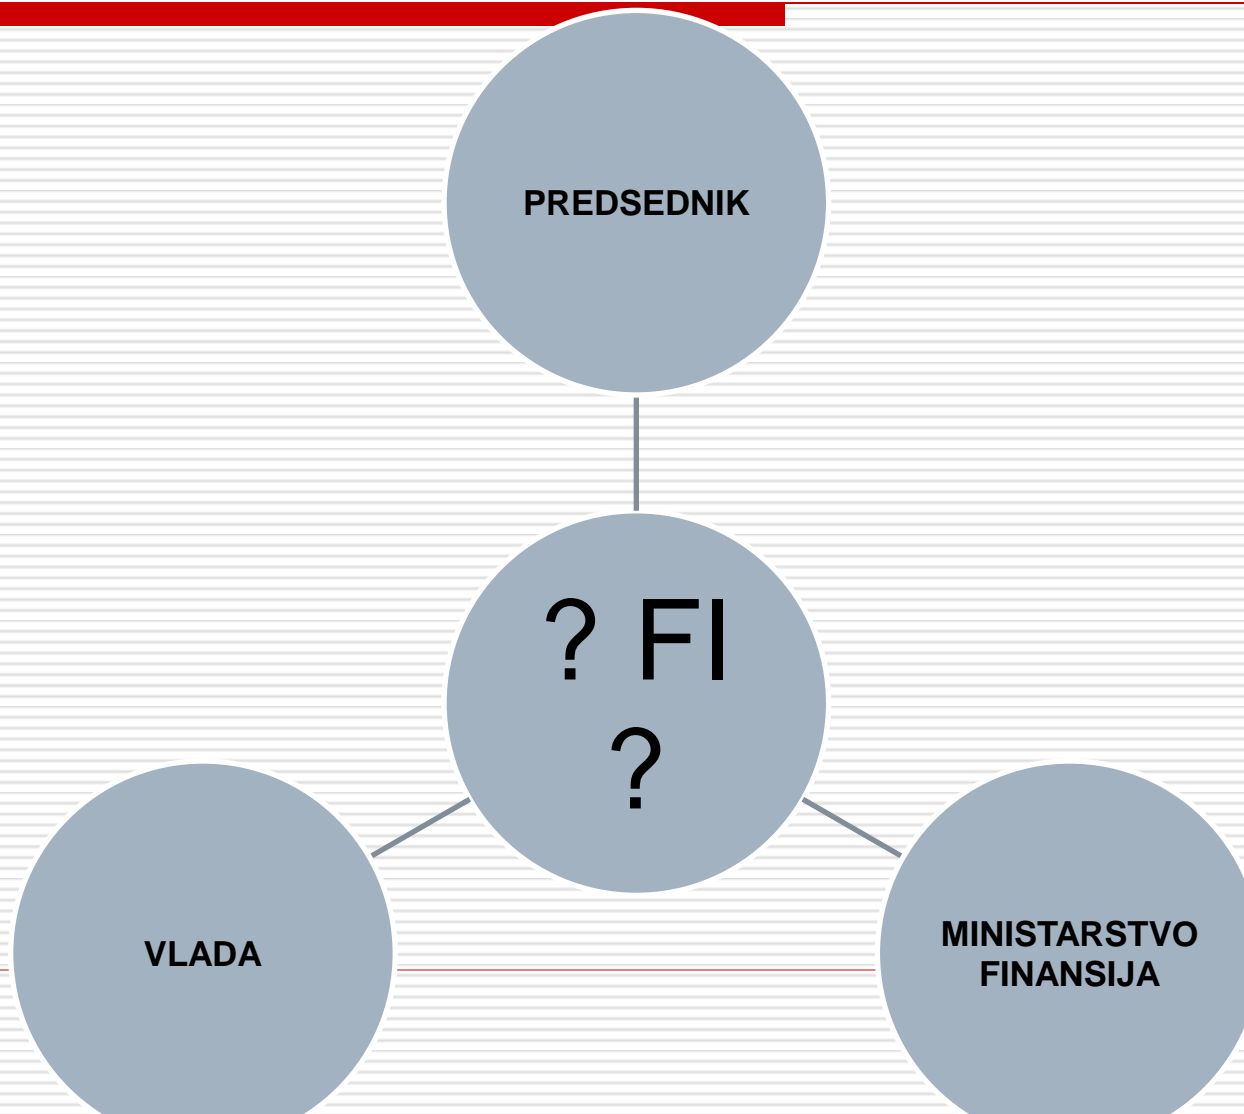 PREDSEDNIK
? FI
?
VLADA
MINISTARSTVO
FINANSIJA